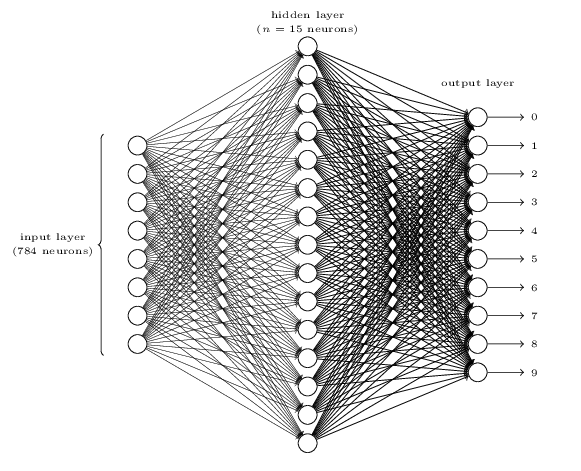 hidden layer
(n = 15 neurons)
output layer
0
1
2
3
input layer
(784 neurons)
4
5
6
7
8
9